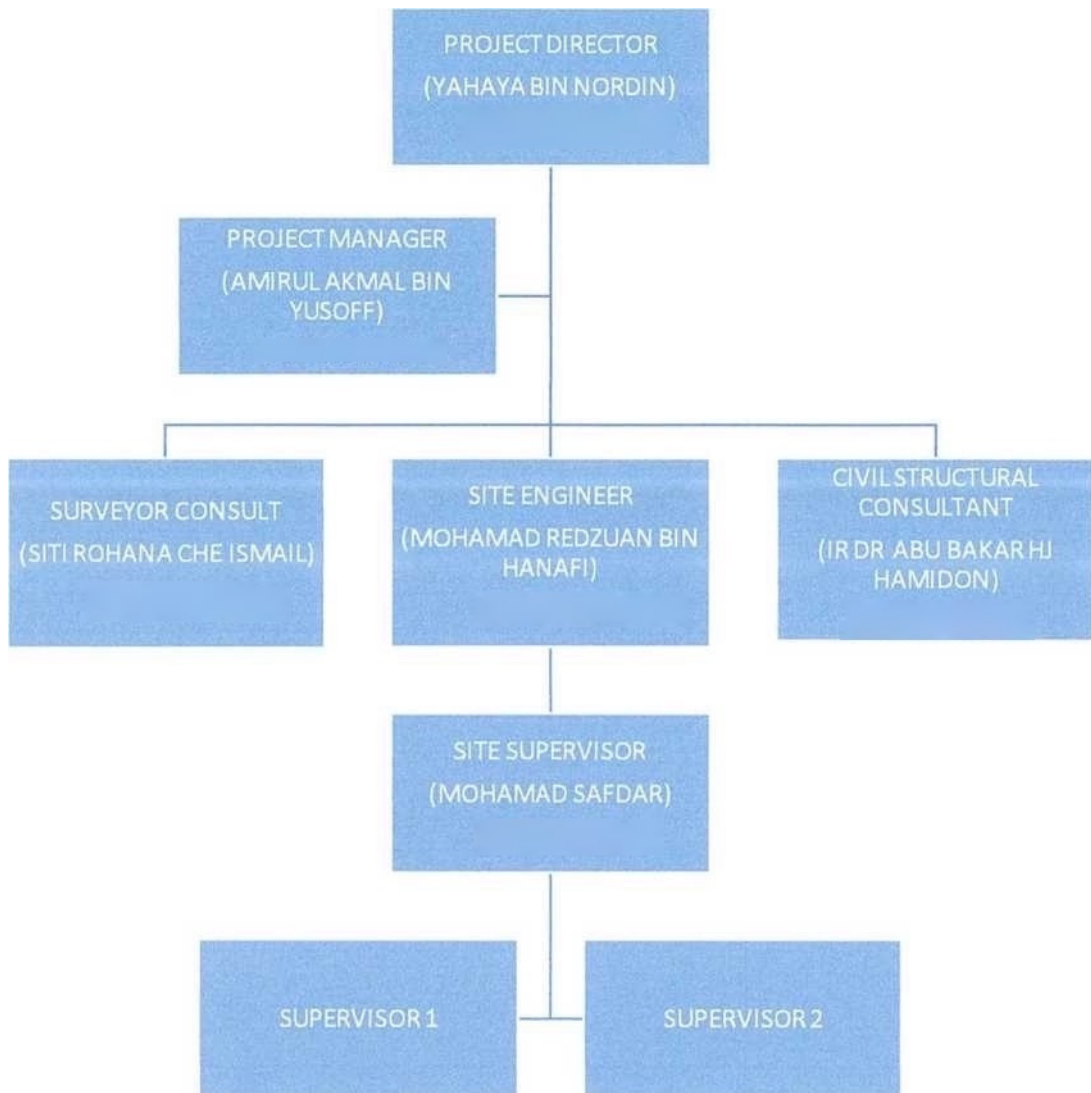 PROJECT DIRECTOR
(YAHAYA BIN NORDIN)
PROJECT MANAGER
(AMIRUL AKMAL BIN
YUSOFF)
SURVEYOR CONSULT
(SITI ROHANA CHE ISMAIL)
SITE ENGINEER
(MOHAMAD REDZUAN BIN
HANAFI)
CIVIL STRUCTURAL
CONSULTANT
(IR DR ABU BAKAR HJ
HAMIDON)
SITE SUPERVISOR
(MOHAMAD SAFDAR)
SUPERVISOR 1
SUPERVISOR 2